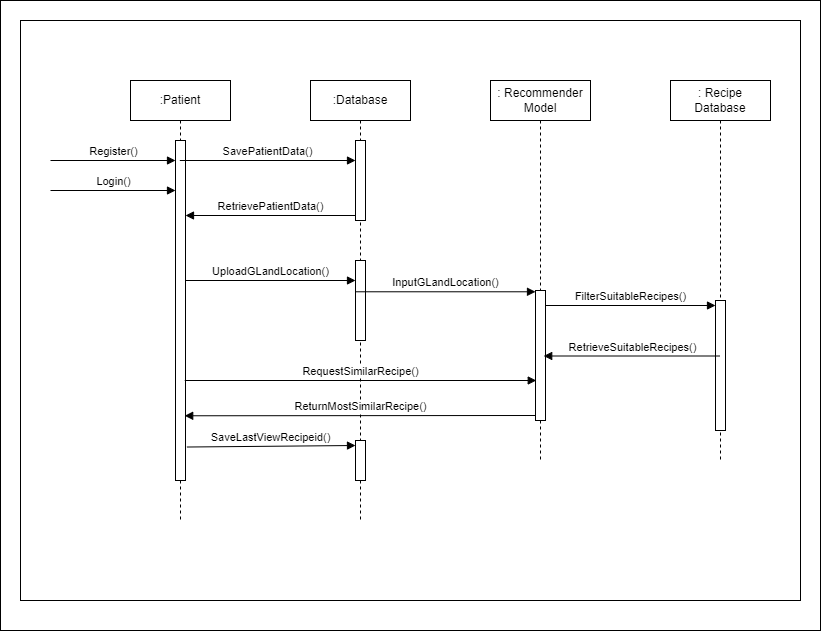 :Patient
:Database
: Recommender
Model
: Recipe
Database
Register()
SavePatientData()
Login()
RetrievePatientData()
UploadGLandLocation()
InputGLandLocation()
FilterSuitableRecipes()
RetrieveSuitableRecipes()
RequestSimilarRecipe()
ReturnMostSimilarRecipe()
SaveLastViewRecipeid()